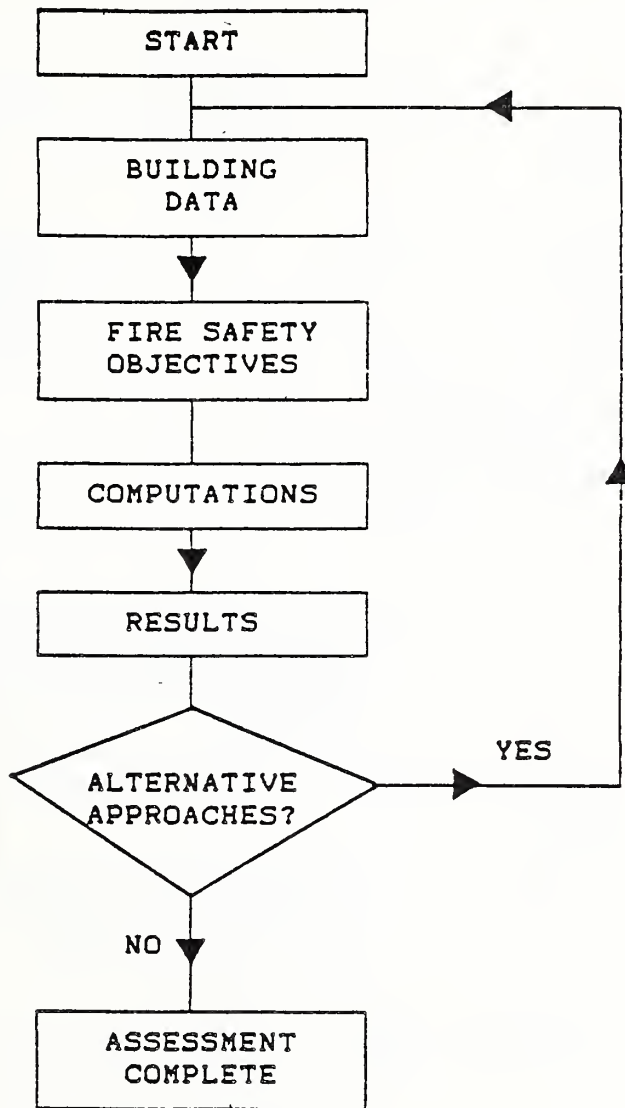 START
BUILDING
DATA
FIRE SAFETY
OBJECTIVES
COMPUTATIONS
RESULTS
ALTERNATIVE
APPROACHES?
YES
NO
ASSESSMENT
COMPLETE